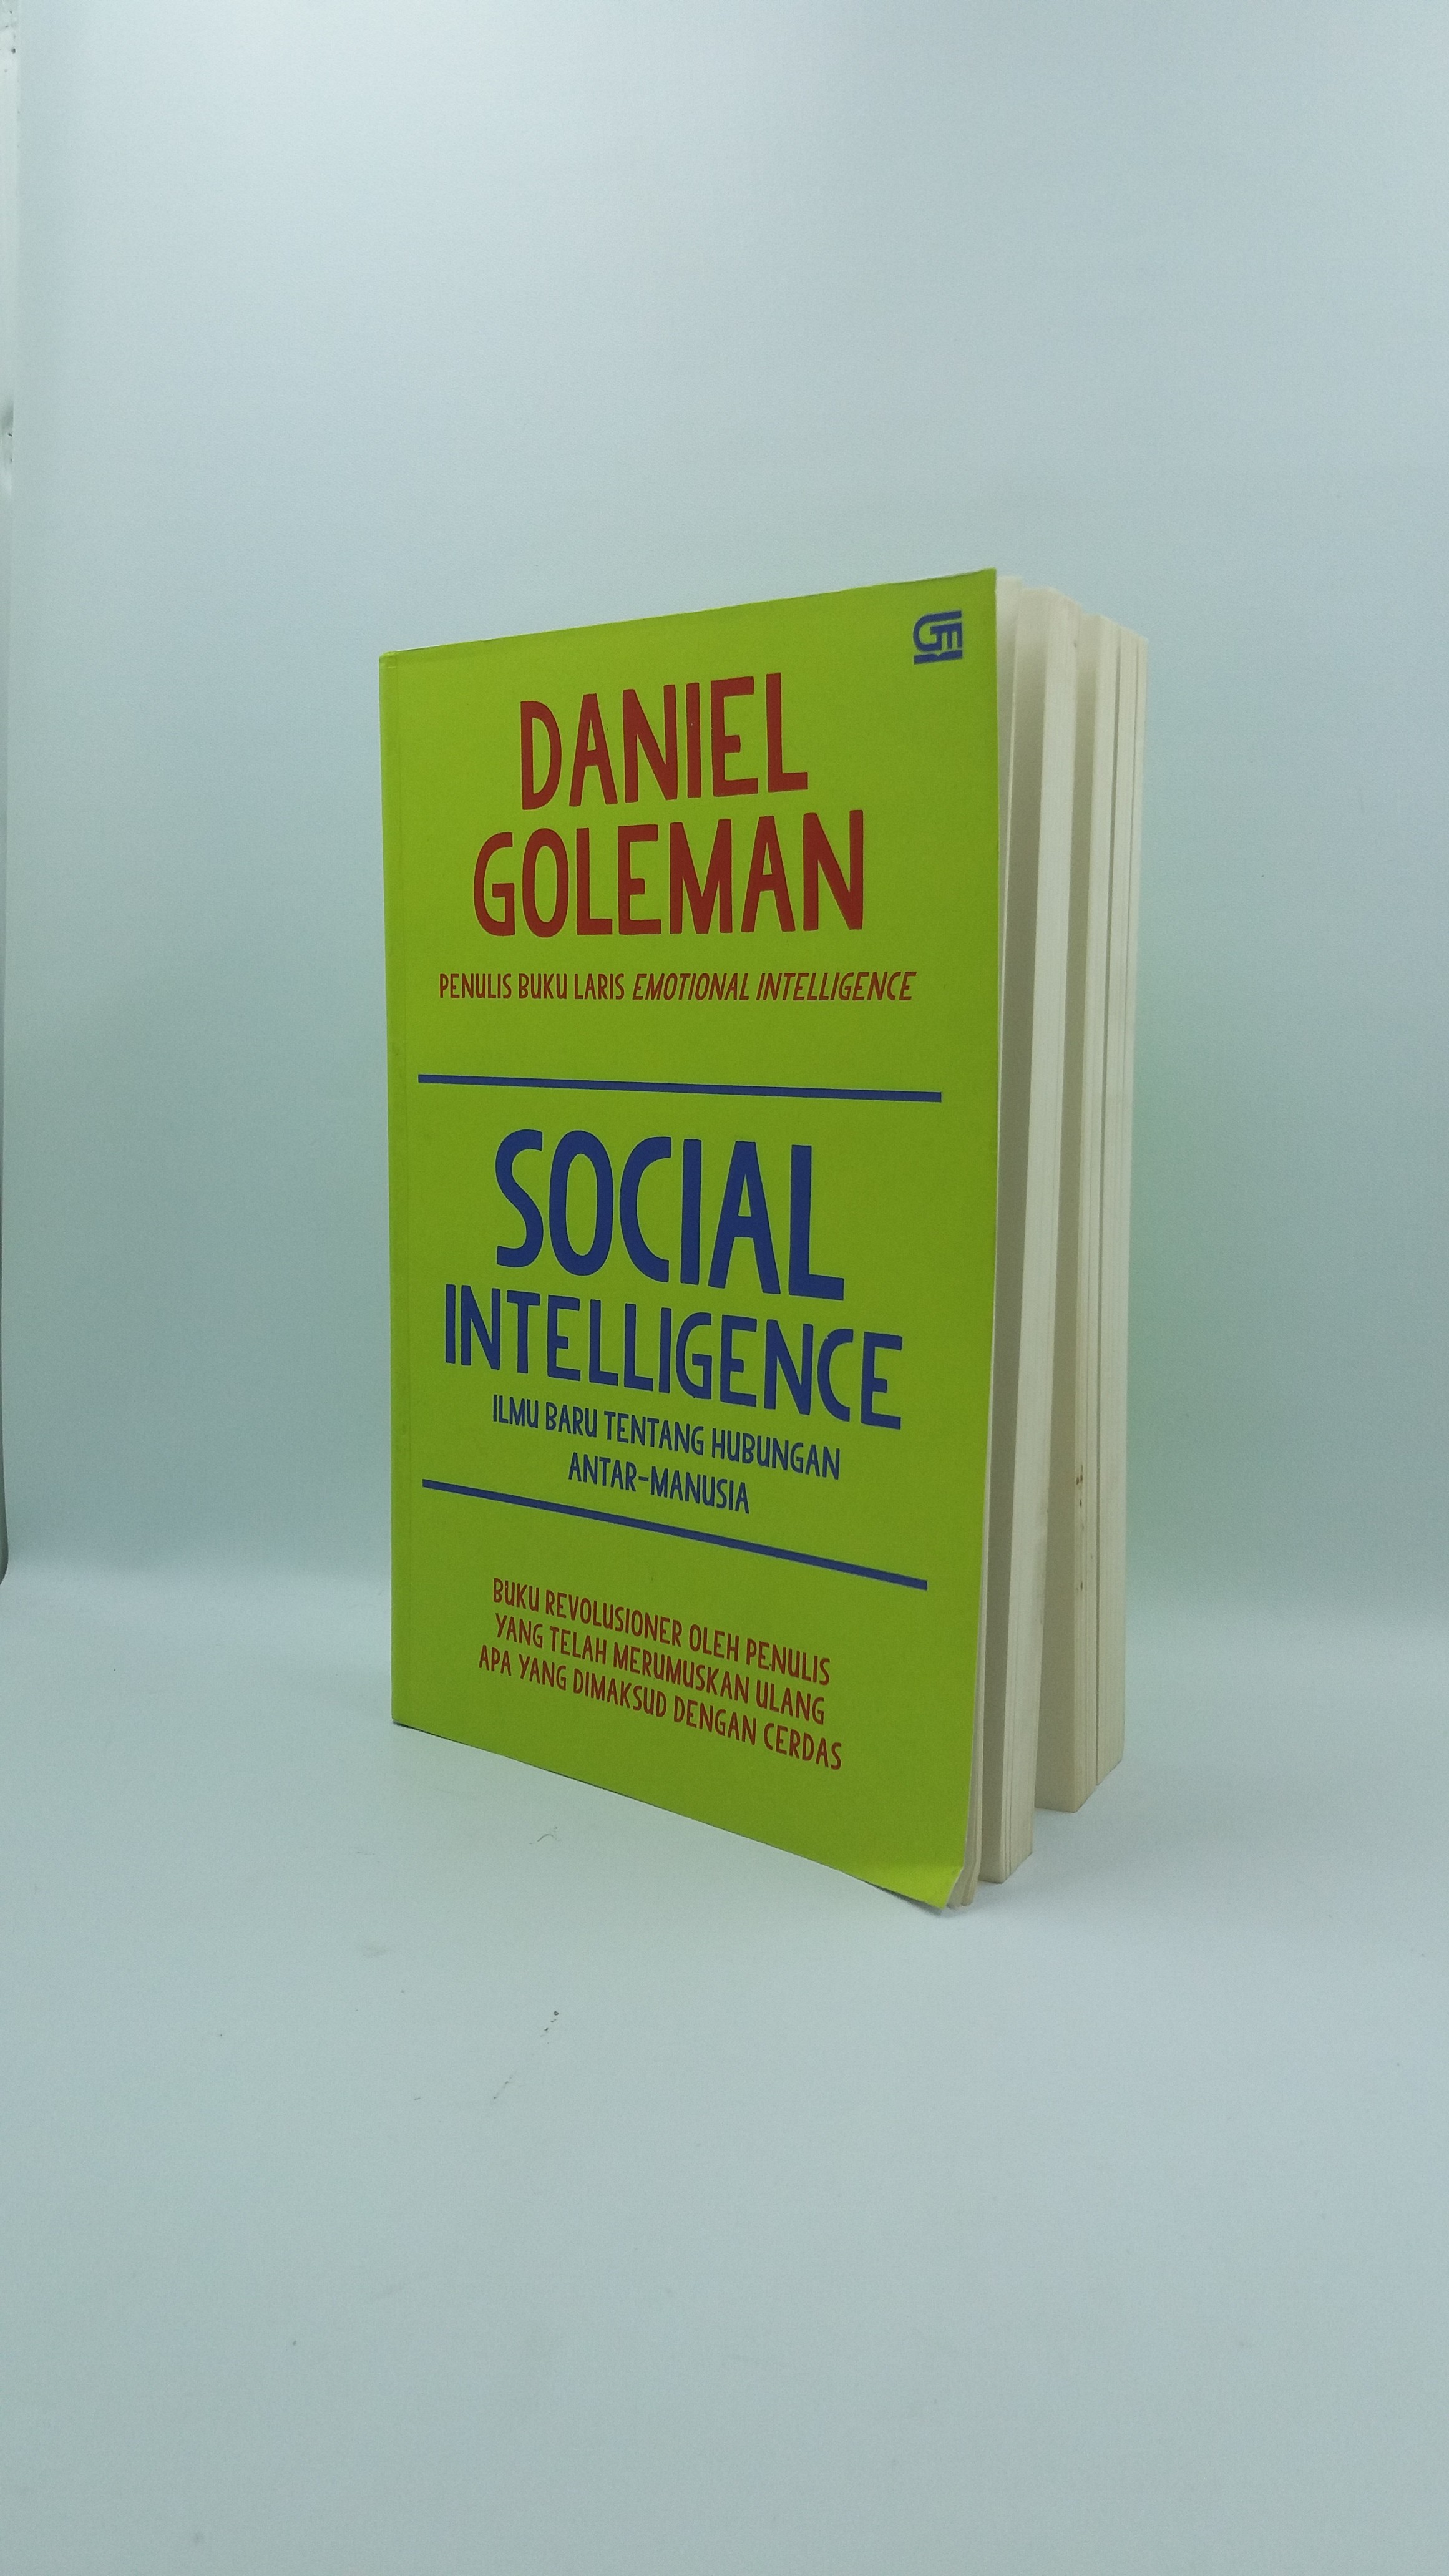 DANIEL
GOLEMAN
PENULIS BUKU LARIS EMOTIONAL INTELLIGENCE
SOCIAL
INTELLIGENCE
ILMU BARU TENTANG HUBUNGAN
ANTAR-MANUSIA
BUKU REVOLUSIONER OLEH PENULIS
YANG TELAH MERUMUSKAN ULANG
APA YANG DIMAKSUD DENGAN CERDAS